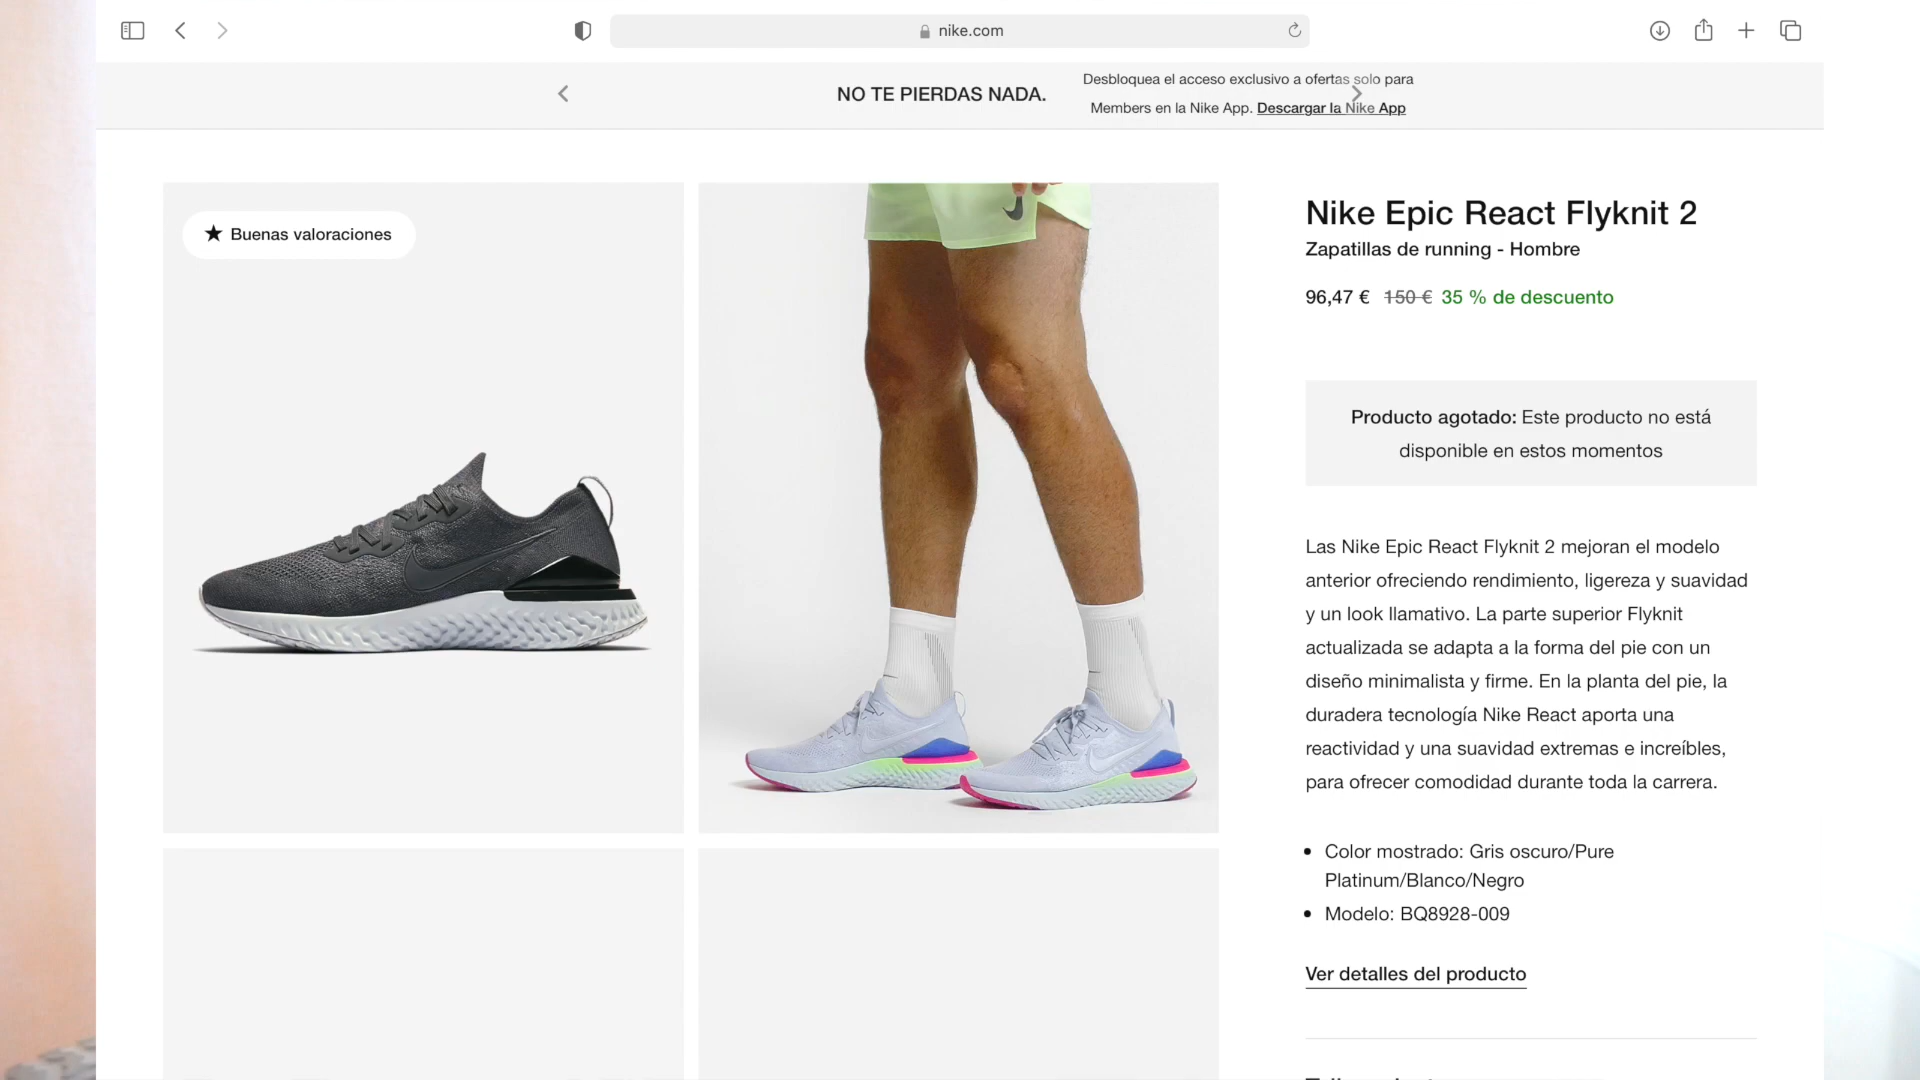 nike.com
NO TE PIERDAS NADA.
Desbloquea el acceso exclusivo a ofertas solo para
Members en la Nike App. Descargar la Nike App
★ Buenas valoraciones
Nike Epic React Flyknit 2
Zapatillas de running - Hombre
96,47 € 150 € 35 % de descuento
Producto agotado: Este producto no está
disponible en estos momentos
Las Nike Epic React Flyknit 2 mejoran el modelo
anterior ofreciendo rendimiento, ligereza y suavidad
y un look llamativo. La parte superior Flyknit
actualizada se adapta a la forma del pie con un
diseño minimalista y firme. En la planta del pie, la
duradera tecnología Nike React aporta una
reactividad y una suavidad extremas e increíbles,
para ofrecer comodidad durante toda la carrera.
• Color mostrado: Gris oscuro/Pure
Platinum/Blanco/Negro
• Modelo: BQ8928-009
Ver detalles del producto